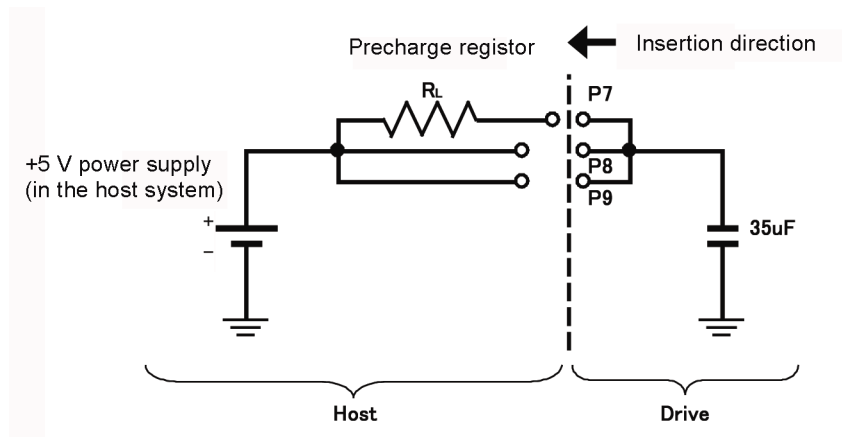 Precharge registor
Insertion direction
RL
P7
+5 V power supply
(in the host system)
P8
P9
+
−
35uF
Host
Drive